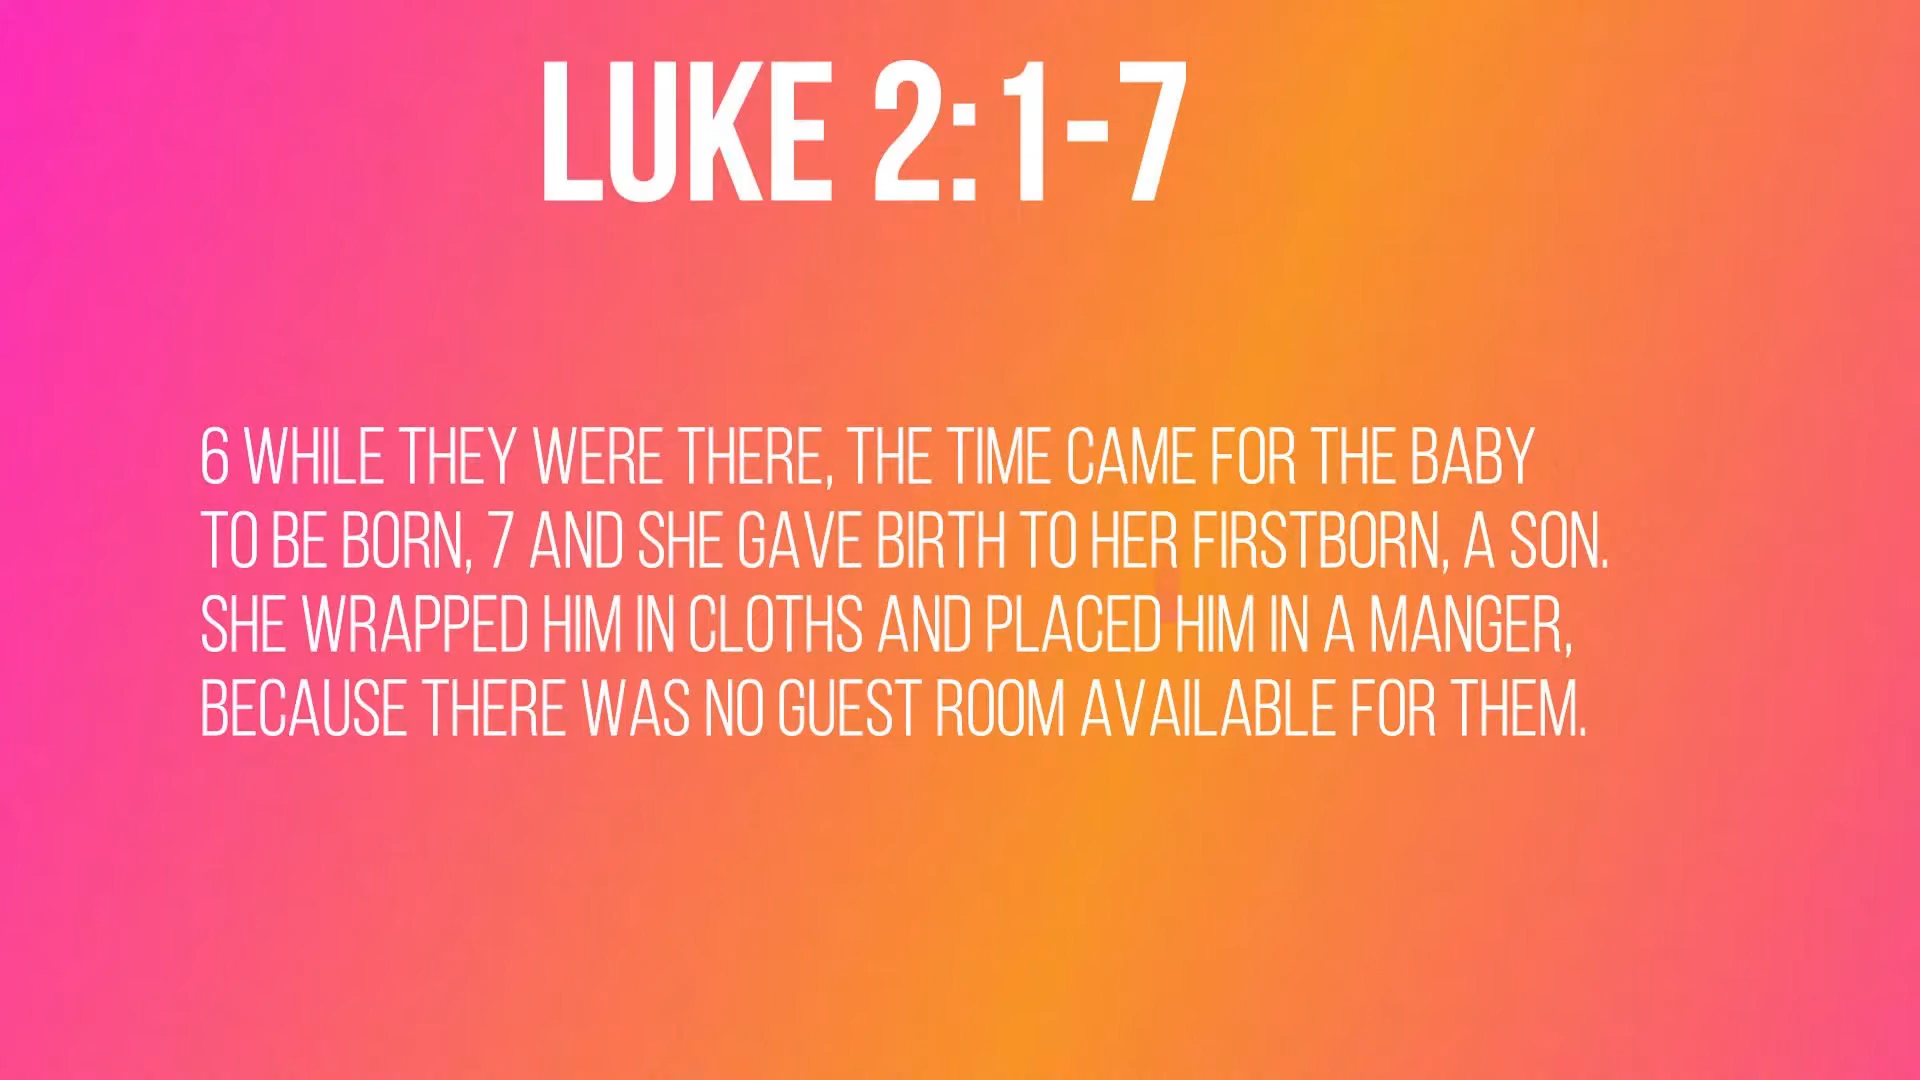 LUKE 2:1-7
6 WHILE THEY WERE THERE, THE TIME CAME FOR THE BABY
TO BE BORN, 7 AND SHE GAVE BIRTH TO HER FIRSTBORN, A SON.
SHE WRAPPED HIM IN CLOTHS AND PLACED HIM IN A MANGER,
BECAUSE THERE WAS NO GUEST ROOM AVAILABLE FOR THEM.